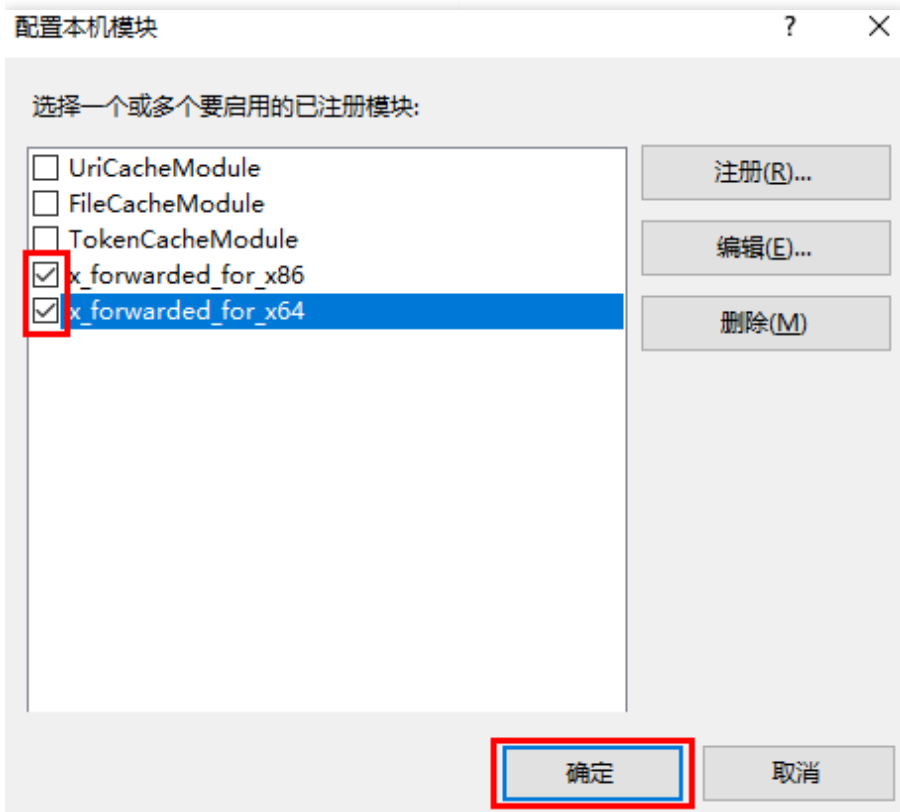 配置本机模块
?
选择一个或多个要启用的已注册模块:
UriCacheModule
FileCacheModule
TokenCacheModule
x_forwarded_for_x86
x_forwarded_for_x64
注册(R)...
编辑(E)...
删除(M)
确定
取消